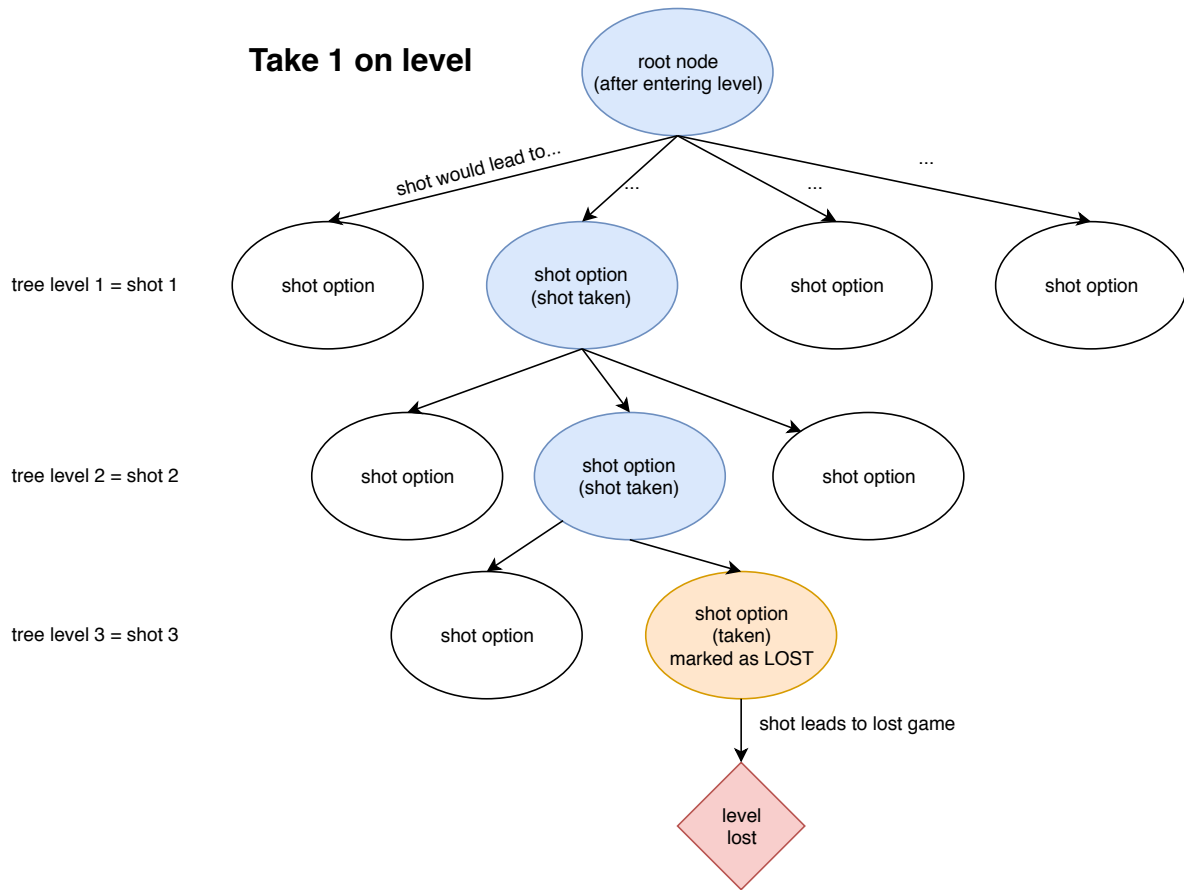 Take 1 on level
root node
(after entering level)
shot would lead to...
...
...
...
tree level 1 = shot 1
shot option
shot option
(shot taken)
shot option
shot option
tree level 2 = shot 2
shot option
shot option
(shot taken)
shot option
tree level 3 = shot 3
shot option
shot option
(taken)
marked as LOST
shot leads to lost game
level
lost